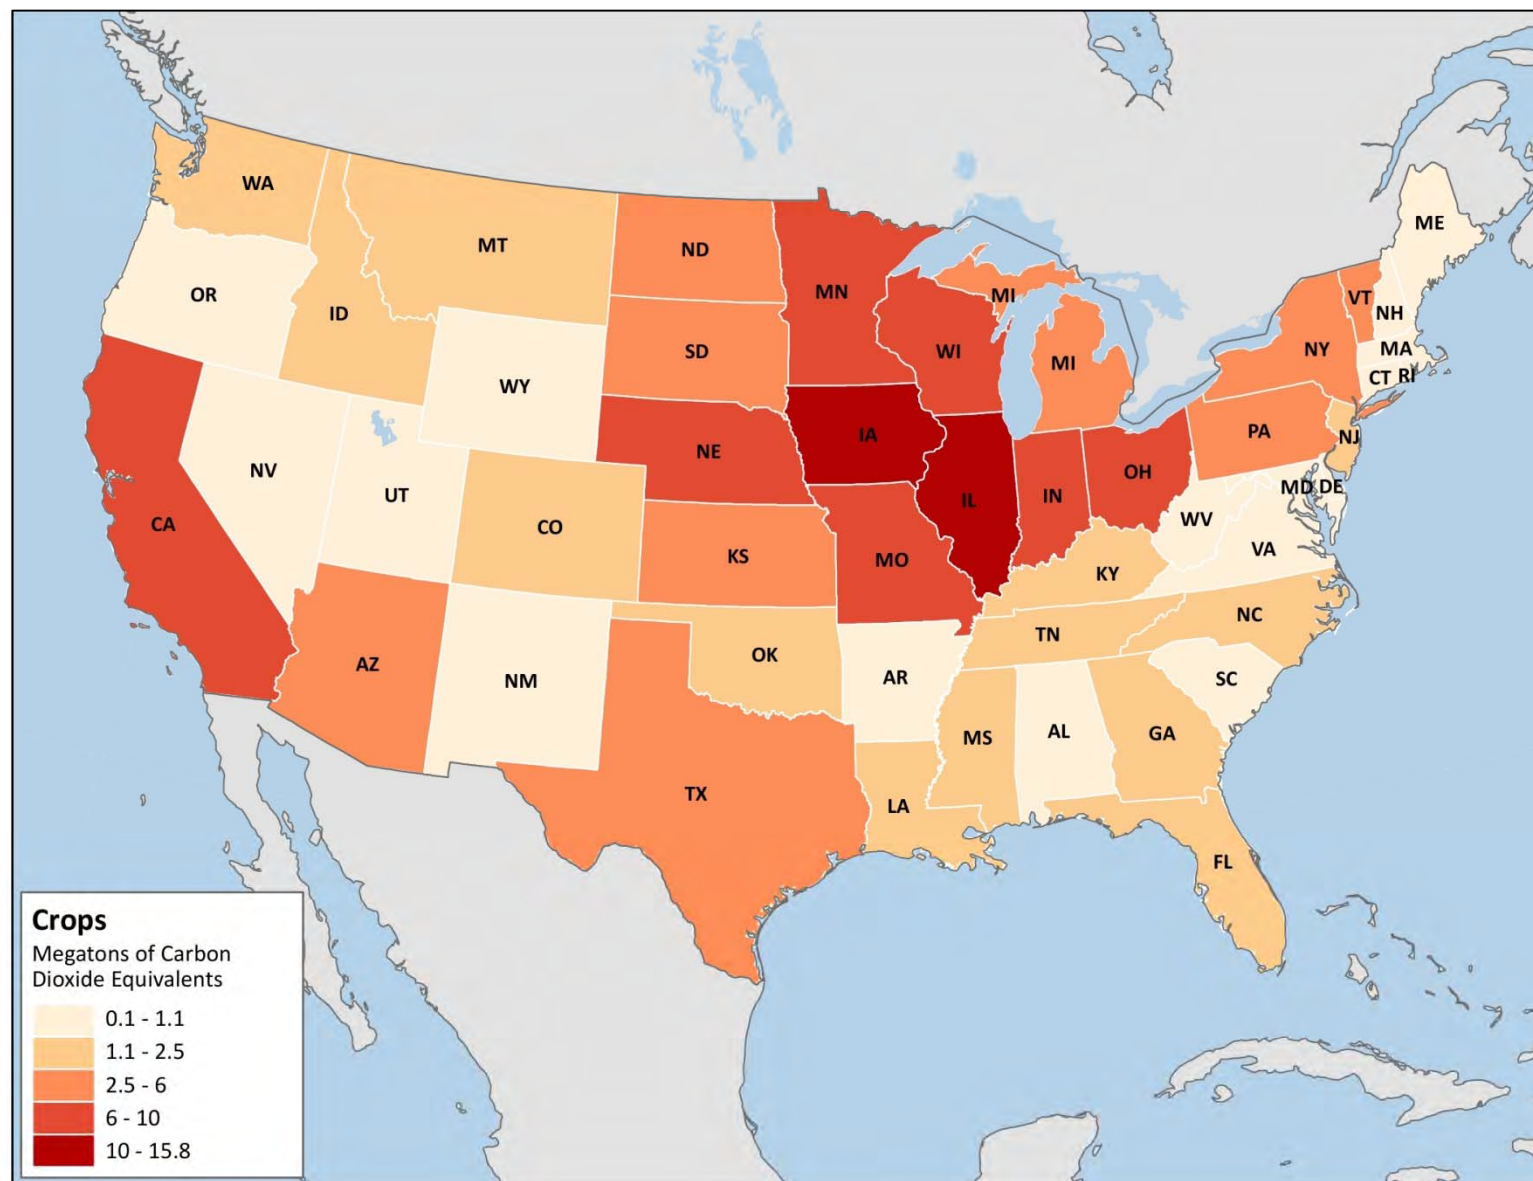 WA
MT
ND
ME
OR
ID
MN
MI
VT
NH
SD
WI
MI
NY
MA
WY
CT RI
NE
IA
PA
NJ
NV
UT
CO
CA
IL
IN
OH
MD DE
WV
VA
KS
MO
KY
NC
AZ
NM
OK
AR
TN
SC
MS
AL
GA
TX
LA
FL
Crops
Megatons of Carbon
Dioxide Equivalents
0.1 - 1.1
1.1 - 2.5
2.5 - 6
6 - 10
10 - 15.8